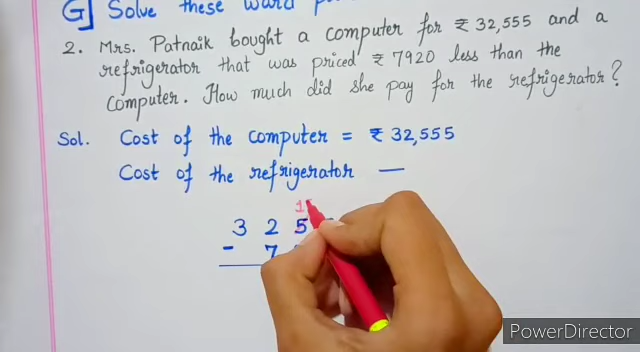 G] Solve these word
2. Mrs. Patnaik bought a computer for ₹ 32,555 and a
refrigerator that was priced ₹ 7920 less than the
computer. How much did she pay for the refrigerator?
Sol. Cost of the computer = ₹ 32,555
Cost of the refrigerator —
1
3 2 5
- 7
PowerDirector